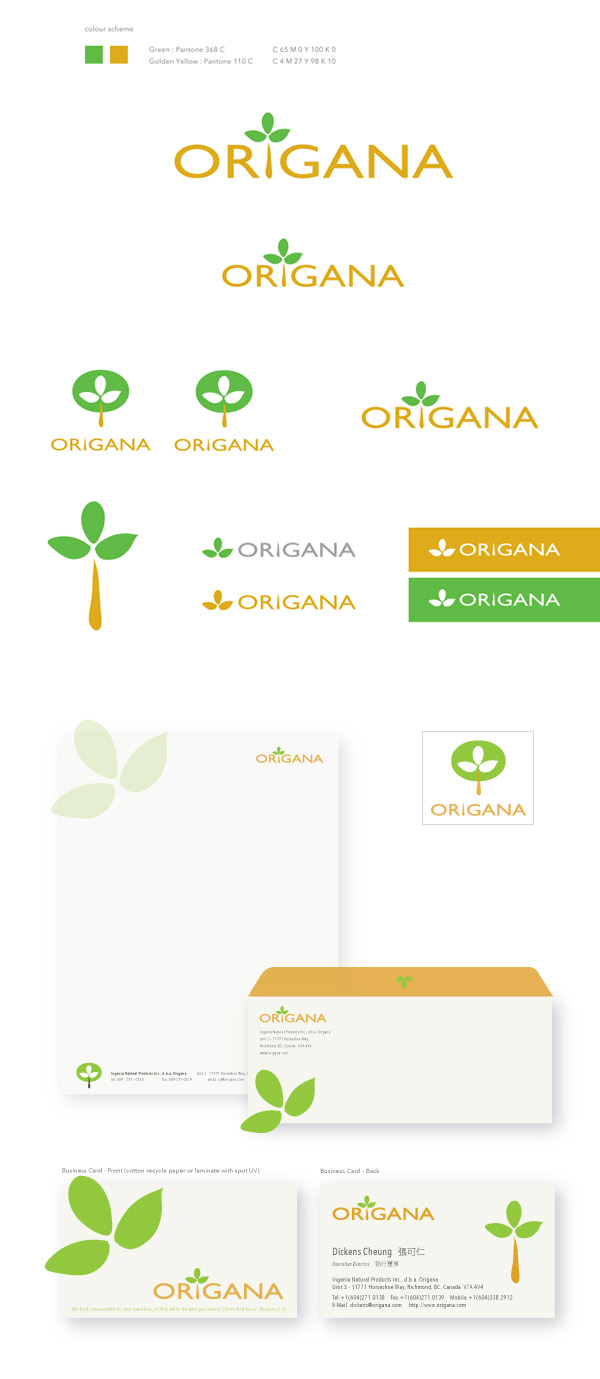 colour scheme
Green : Pantone 368 C C 65 M 0 Y 100 K 0
Golden Yellow : Pantone 110 C C 4 M 27 Y 98 K 10
ORIGANA
ORIGANA
ORIGANA
ORIGANA
ORIGANA
ORIGANA
ORIGANA
ORIGANA
ORIGANA
ORIGANA
ORIGANA
ORIGANA
ORIGANA
Ingenia Natural Products Inc., d.b.a. Origana
Unit 3 - 11771 Horseshoe Way,
Richmond, BC, Canada V7A 4V4
www.origana.com
Ingenia Natural Products Inc., d.b.a. Origana Unit 3 - 11771 Horseshoe Way,
Business Card - Front (cotton recycle paper or laminate with spot UV)
Business Card - Back
ORIGANA
ORIGANA
Dickens Cheung 張可仁
Executive Director 執行董事
Ingenia Natural Products Inc., d.b.a. Origana
Unit 3 - 11771 Horseshoe Way, Richmond, BC, Canada V7A 4V4
Tel.+1(604)271.0138 Fax.+1(604)271.0139 Mobile.+1(604)338.2912
E-Mail. dickens@origana.com http://www.origana.com